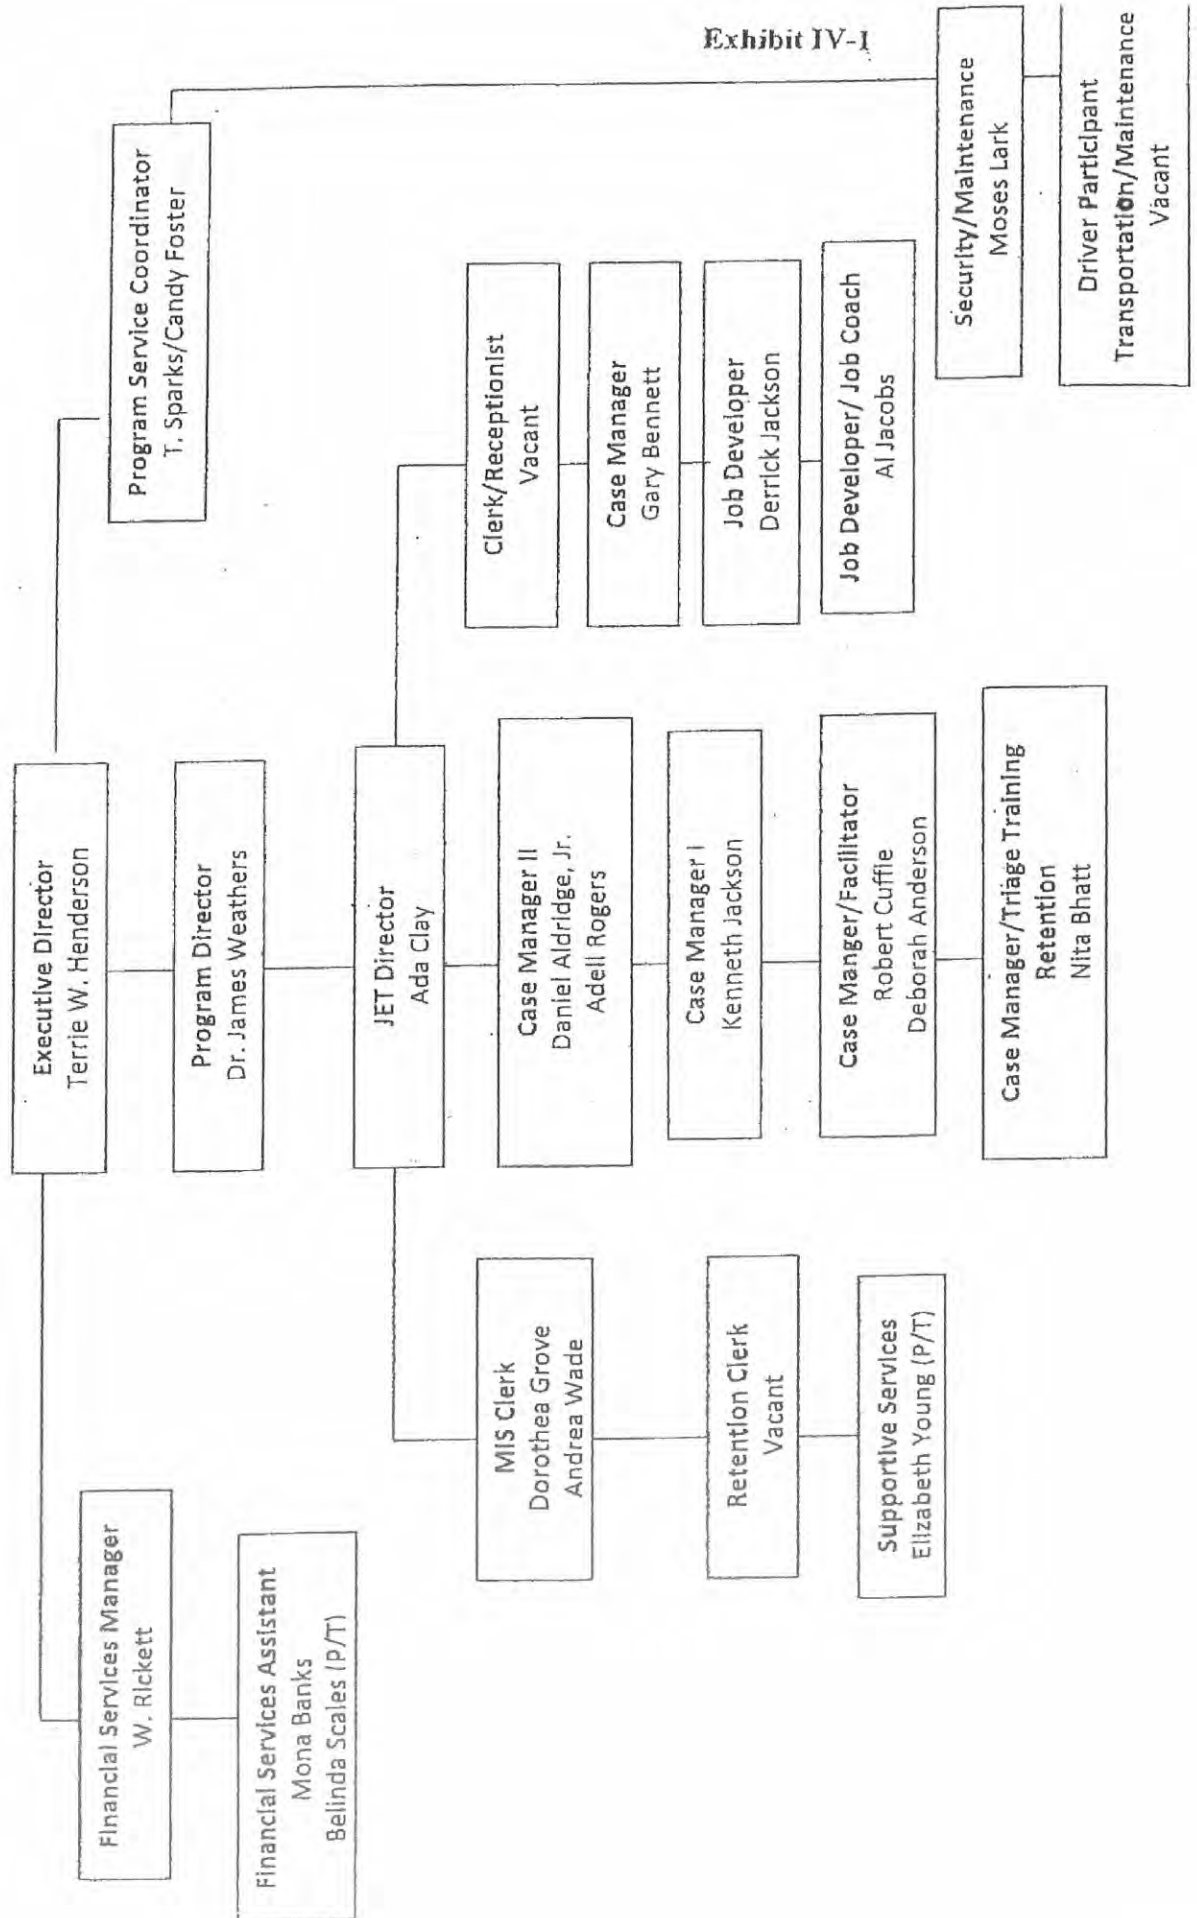 Exhibit IV-1
Executive Director
Terrie W. Henderson
Financial Services Manager
W. Rickett
Program Service Coordinator
T. Sparks/Candy Foster
Program Director
Dr. James Weathers
Financial Services Assistant
Mona Banks
Belinda Scales (P/T)
JET Director
Ada Clay
MIS Clerk
Dorothea Grove
Andrea Wade
Retention Clerk
Vacant
Supportive Services
Elizabeth Young (P/T)
Case Manager II
Daniel Aldridge, Jr.
Adell Rogers
Case Manager I
Kenneth Jackson
Case Manger/Facilitator
Robert Cuffie
Deborah Anderson
Case Manager/Triage Training
Retention
Nita Bhatt
Clerk/Receptionist
Vacant
Case Manager
Gary Bennett
Job Developer
Derrick Jackson
Job Developer/ Job Coach
Al Jacobs
Security/Maintenance
Moses Lark
Driver Participant
Transportation/Maintenance
Vacant